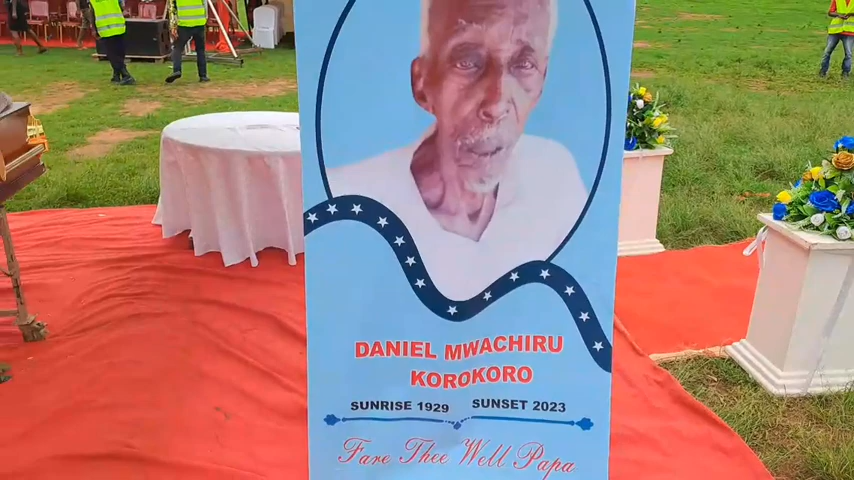 DANIEL MWACHIRU
KOROKORO
SUNRISE 1929 SUNSET 2023
Fare Thee Well Papa